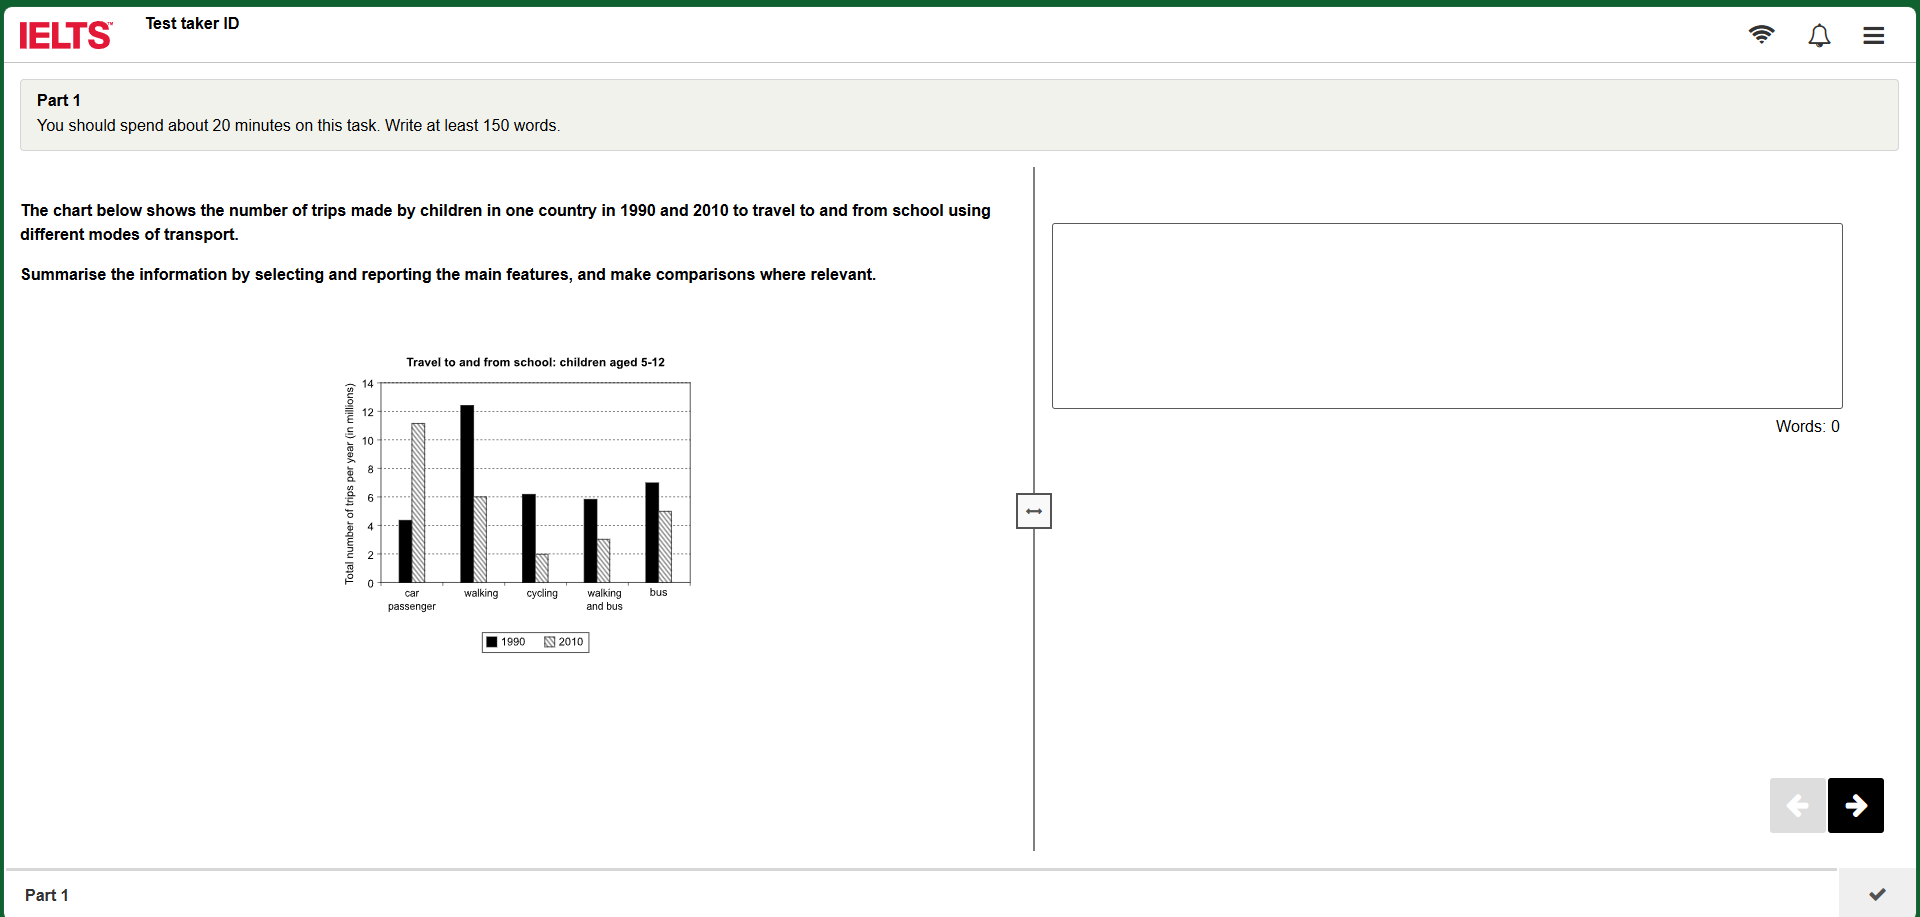 IELTS™
Test taker ID
Part 1
You should spend about 20 minutes on this task. Write at least 150 words.
The chart below shows the number of trips made by children in one country in 1990 and 2010 to travel to and from school using
different modes of transport.
Summarise the information by selecting and reporting the main features, and make comparisons where relevant.
Travel to and from school: children aged 5-12
Total number of trips per year (in millions)
14
12
10
8
6
4
2
0
car
passenger
walking
cycling
walking
and bus
bus
1990
2010
Words: 0
Part 1